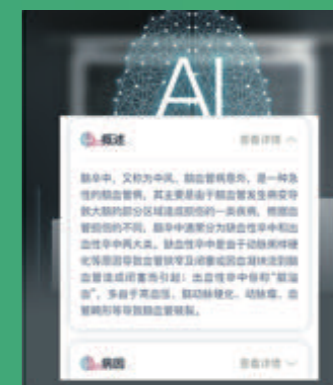 AI
概述
查看详情
脑卒中，又称为中风、脑血管病意外，是一种急
性的脑血管病，其主要是由于脑血管发生病变导
致大脑的部分区域造成损伤的一类疾病。根据血
管损伤的不同，脑卒中通常分为缺血性卒中和出
血性卒中两大类。缺血性卒中是由于动脉粥样硬
化等原因导致血管狭窄及闭塞或因血凝块流到脑
血管造成闭塞而引起；出血性卒中俗称“脑溢
血”，多由于高血压、脑动脉硬化、动脉瘤、血
管畸形等导致脑血管破裂。
病因
查看详情